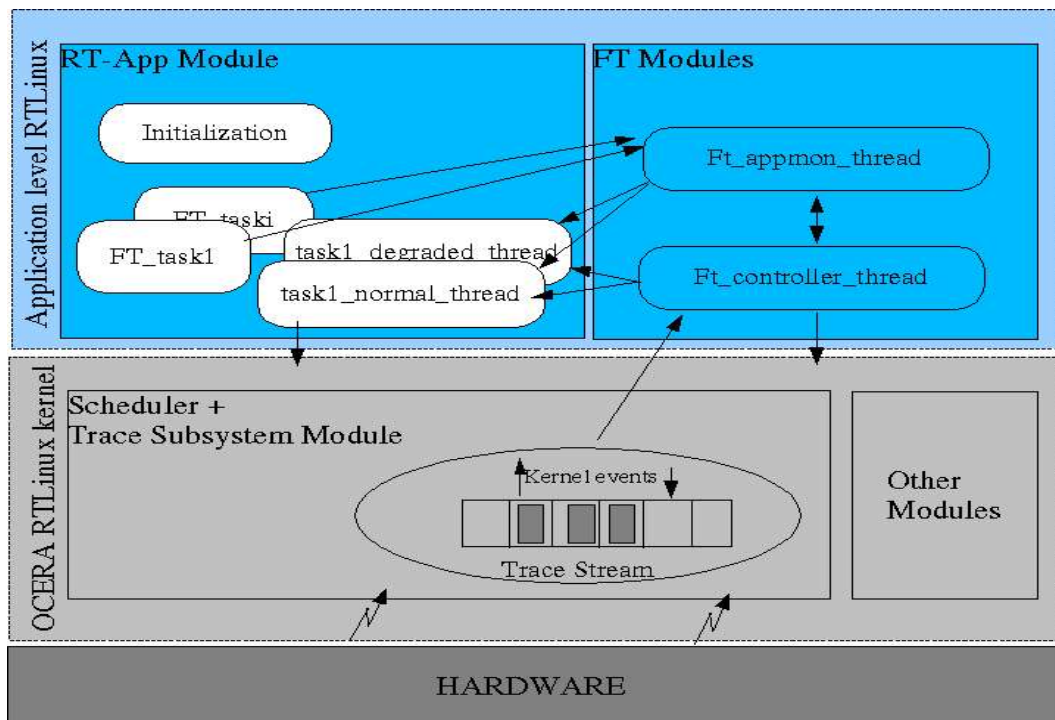 Application level RTLinux
RT-App Module
Initialization
FT_taski
FT_task1
task1_degraded_thread
task1_normal_thread
FT Modules
Ft_appmon_thread
Ft_controller_thread
OCERA RTLinux kernel
Scheduler +
Trace Subsystem Module
Kernel events
Trace Stream
Other
Modules
HARDWARE